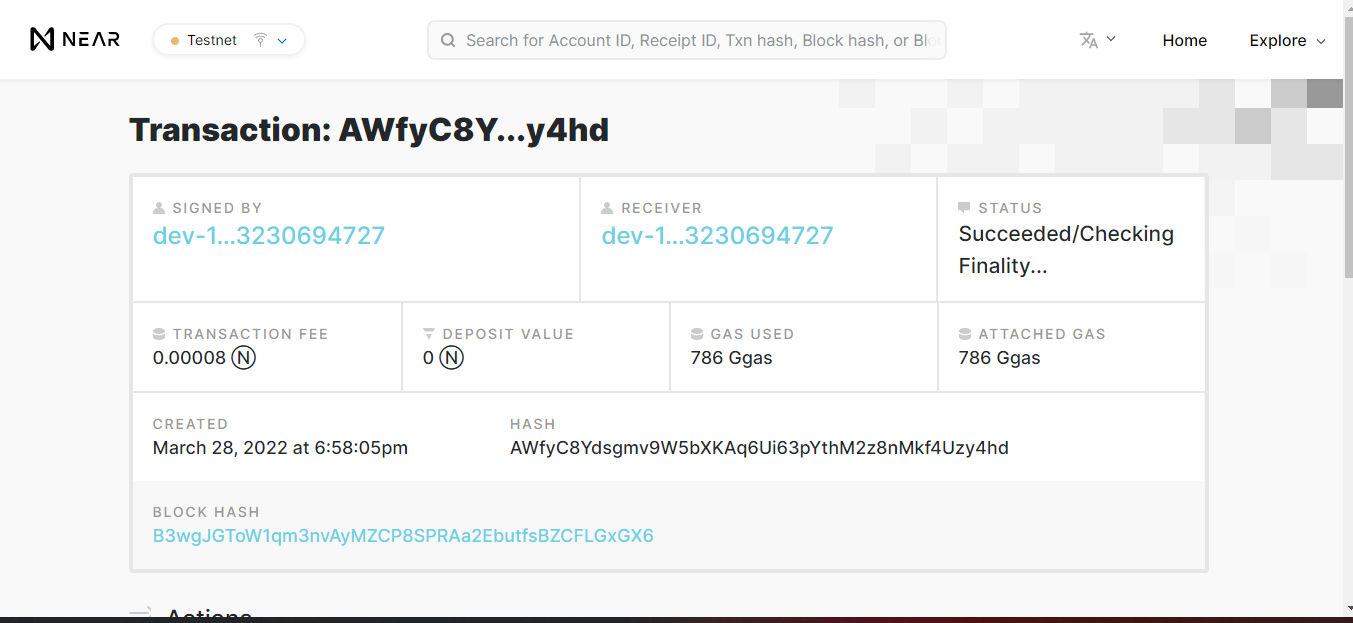 NEAR
Testnet
Search for Account ID, Receipt ID, Txn hash, Block hash, or Blo
Home
Explore
Transaction: AWfyC8Y...y4hd
SIGNED BY
dev-1...3230694727
RECEIVER
dev-1...3230694727
STATUS
Succeeded/Checking
Finality...
TRANSACTION FEE
0.00008 Ⓝ
DEPOSIT VALUE
0 Ⓝ
GAS USED
786 Ggas
ATTACHED GAS
786 Ggas
CREATED
March 28, 2022 at 6:58:05pm
HASH
AWfyC8Ydsgmv9W5bXKAq6Ui63pYthM2z8nMkf4Uzy4hd
BLOCK HASH
B3wgJGToW1qm3nvAyMZCP8SPRAa2EbutfsBZCFLGxGX6
Actions